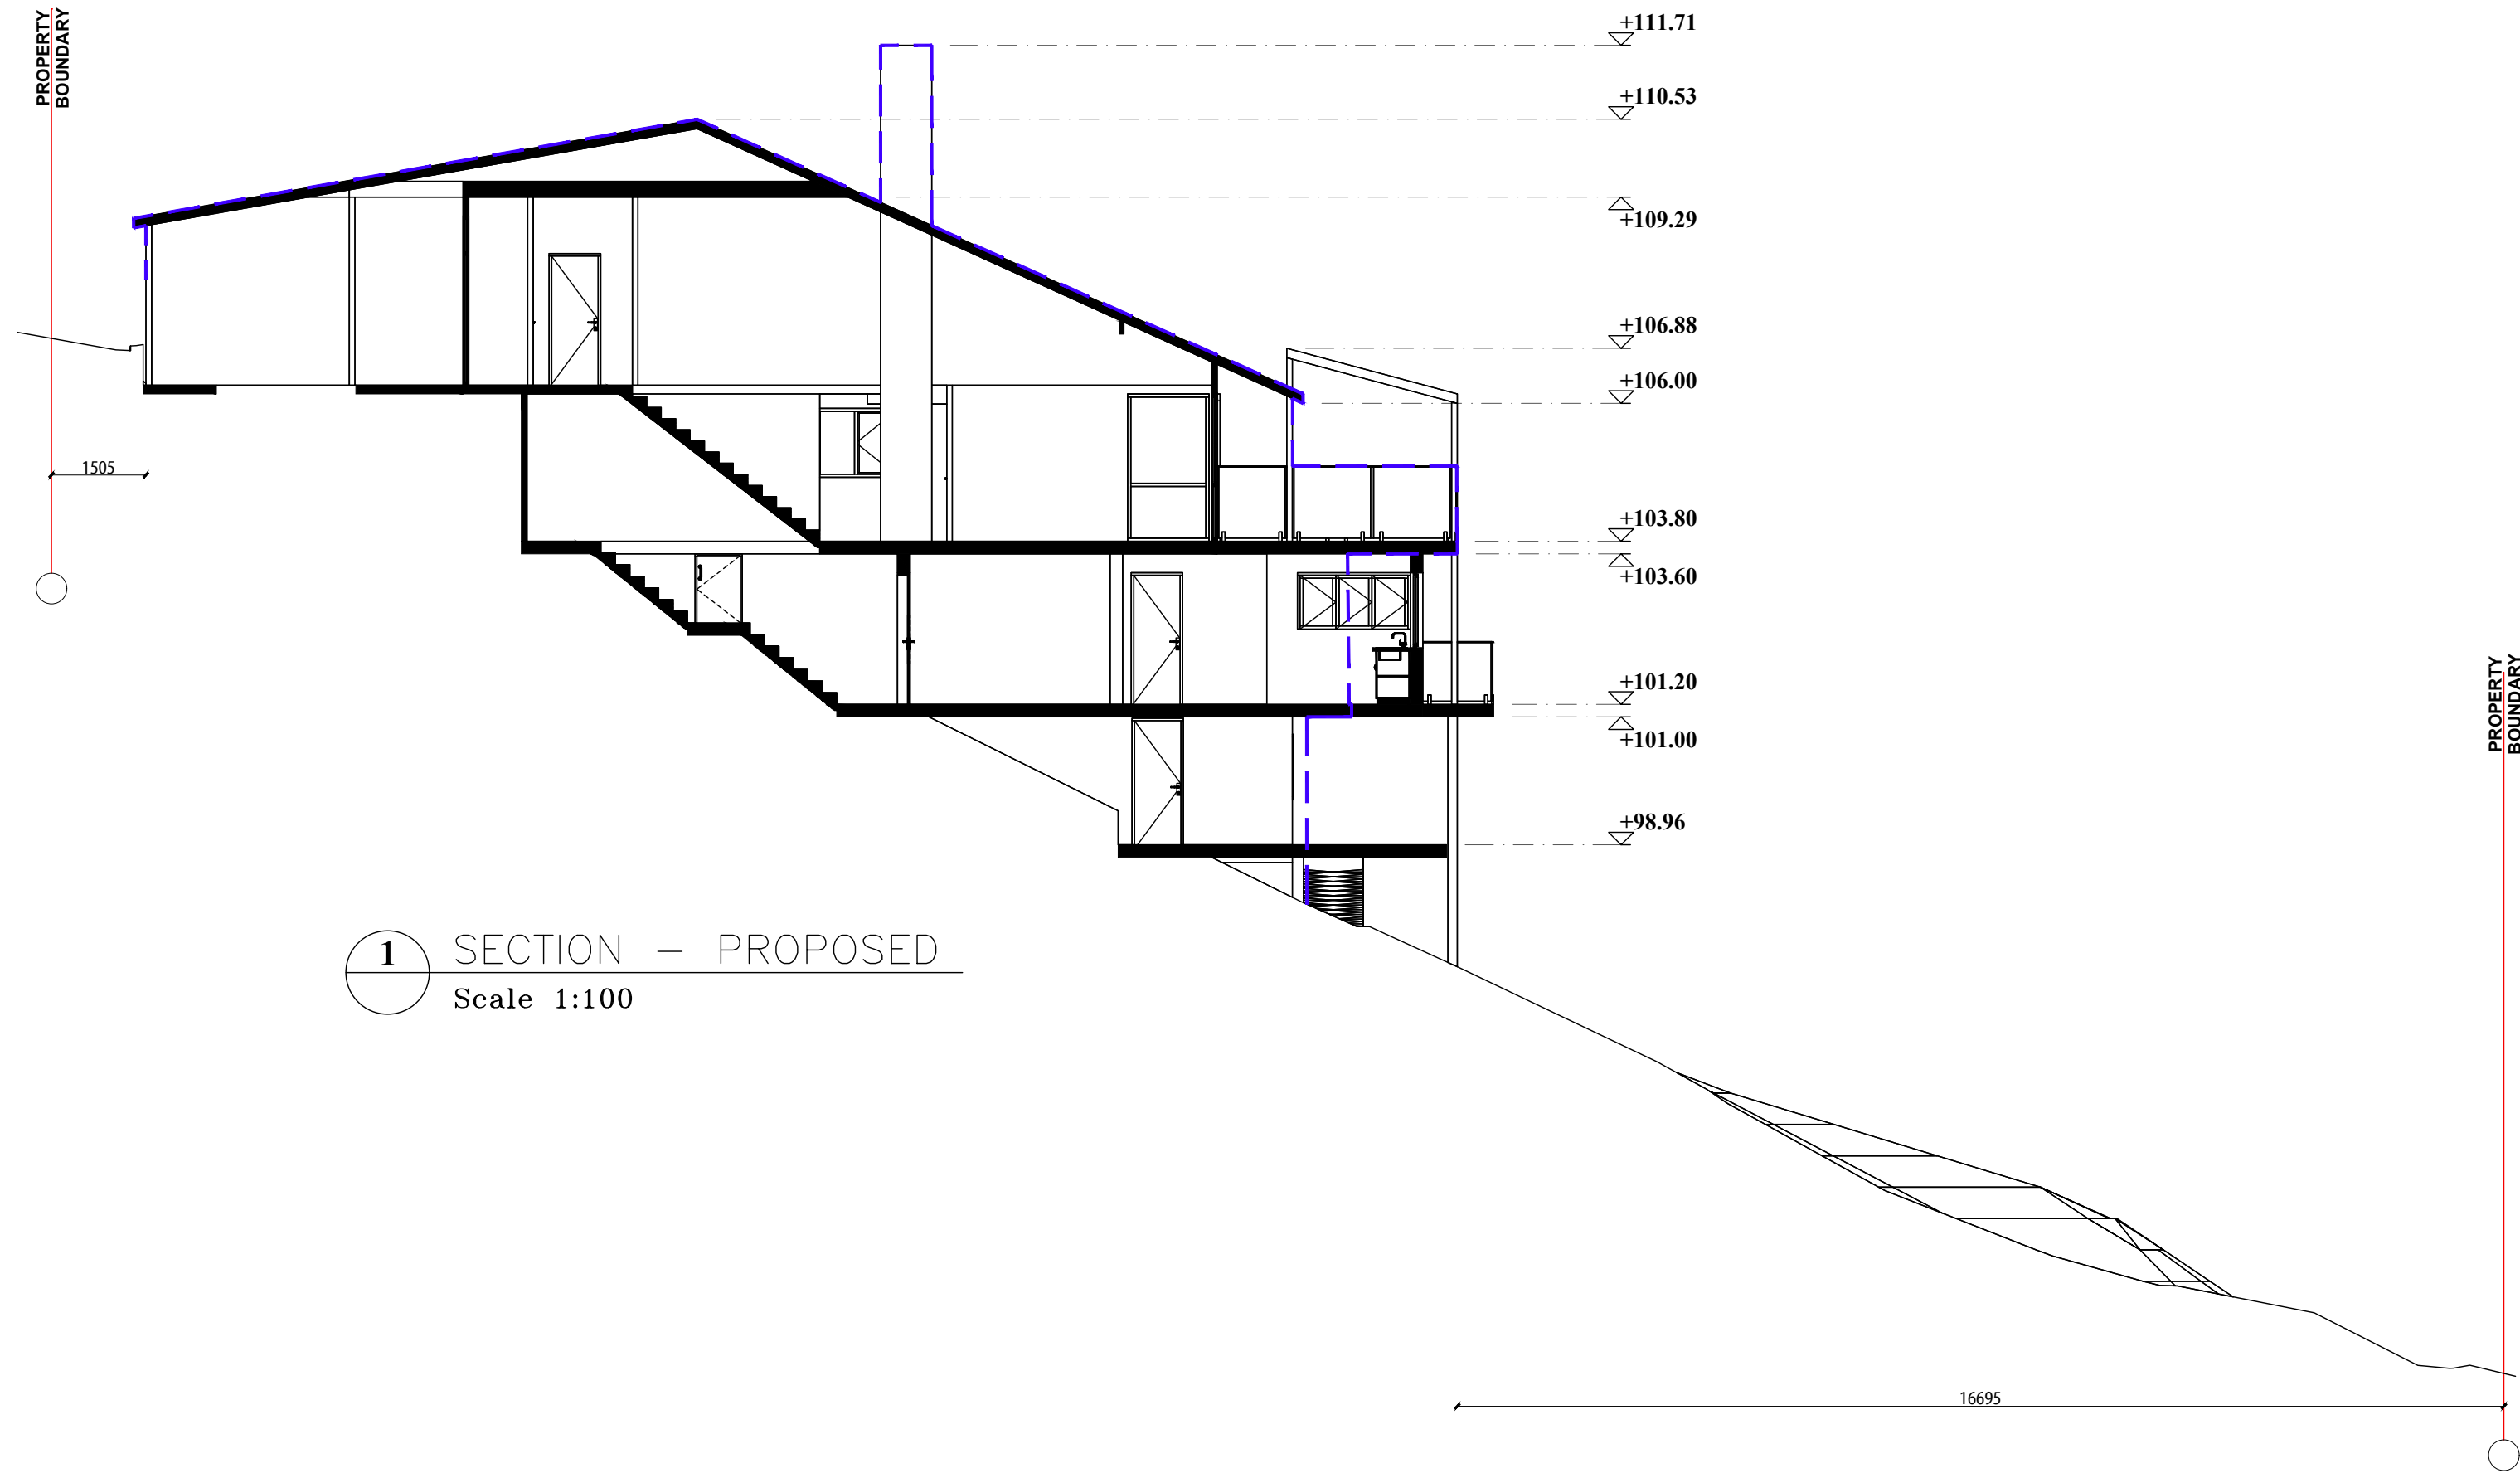 PROPERTY
BOUNDARY
+111.71
+110.53
+109.29
+106.88
+106.00
1505
+103.80
+103.60
+101.20
PROPERTY
BOUNDARY
+101.00
+98.96
1
SECTION – PROPOSED
Scale 1:100
16695